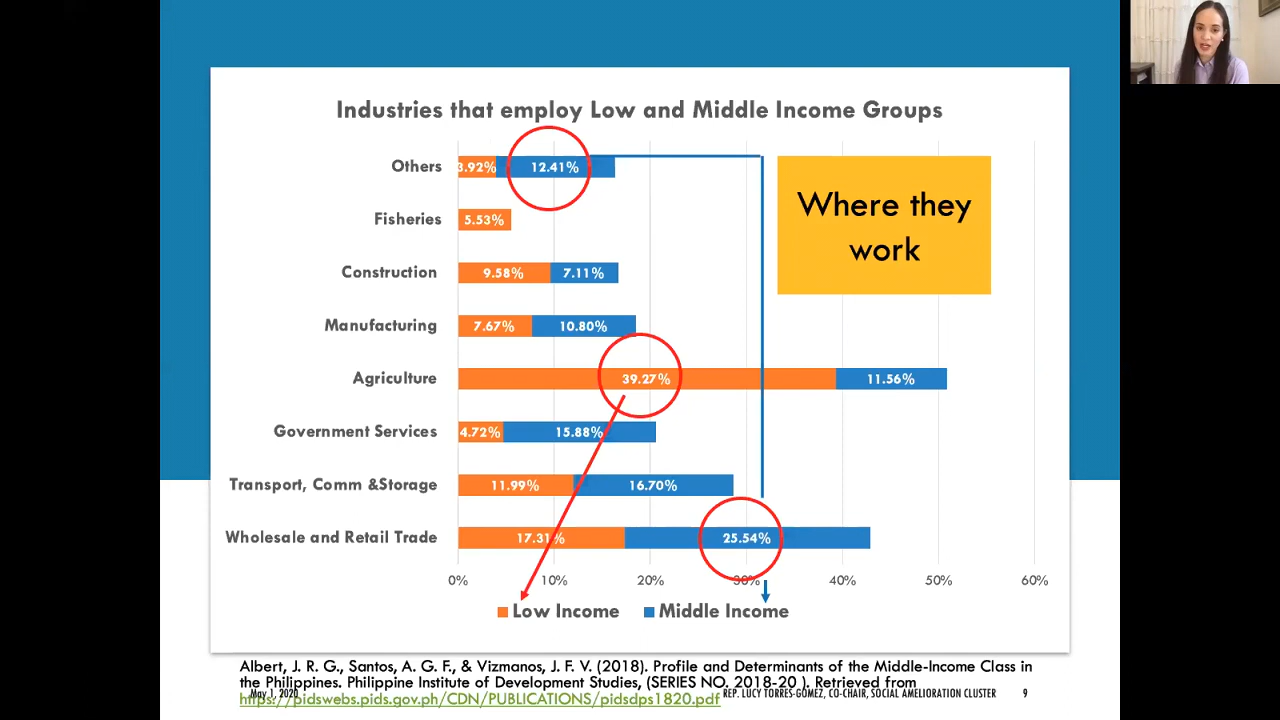 Industries that employ Low and Middle Income Groups
Others 3.92% 12.41%
Where they
work
Fisheries 5.53%
Construction 9.58% 7.11%
Manufacturing 7.67% 10.80%
Agriculture 39.27% 11.56%
Government Services 4.72% 15.88%
Transport, Comm &Storage 11.99% 16.70%
Wholesale and Retail Trade 17.31% 25.54%
0% 10% 20% 30% 40% 50% 60%
Low Income Middle Income
Albert, J. R. G., Santos, A. G. F., & Vizmanos, J. F. V. (2018). Profile and Determinants of the Middle-Income Class in
the Philippines. Philippine Institute of Development Studies, (SERIES NO. 2018-20 ). Retrieved from
https://pidswebs.pids.gov.ph/CDN/PUBLICATIONS/pidsdps1820.pdf
May 1, 2020 REP. LUCY TORRES-GOMEZ, CO-CHAIR, SOCIAL AMELIORATION CLUSTER 9